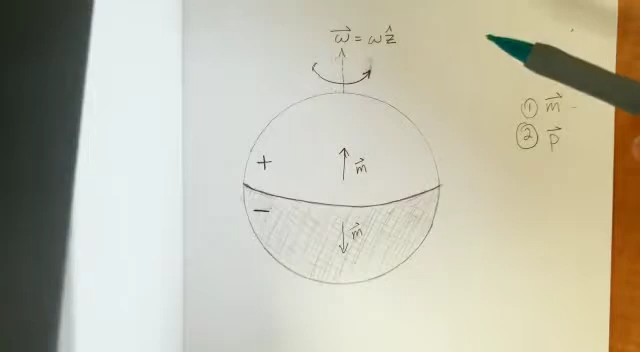 ω⃗ = ωẑ
① m⃗
② p⃗
+
m⃗
−
m⃗